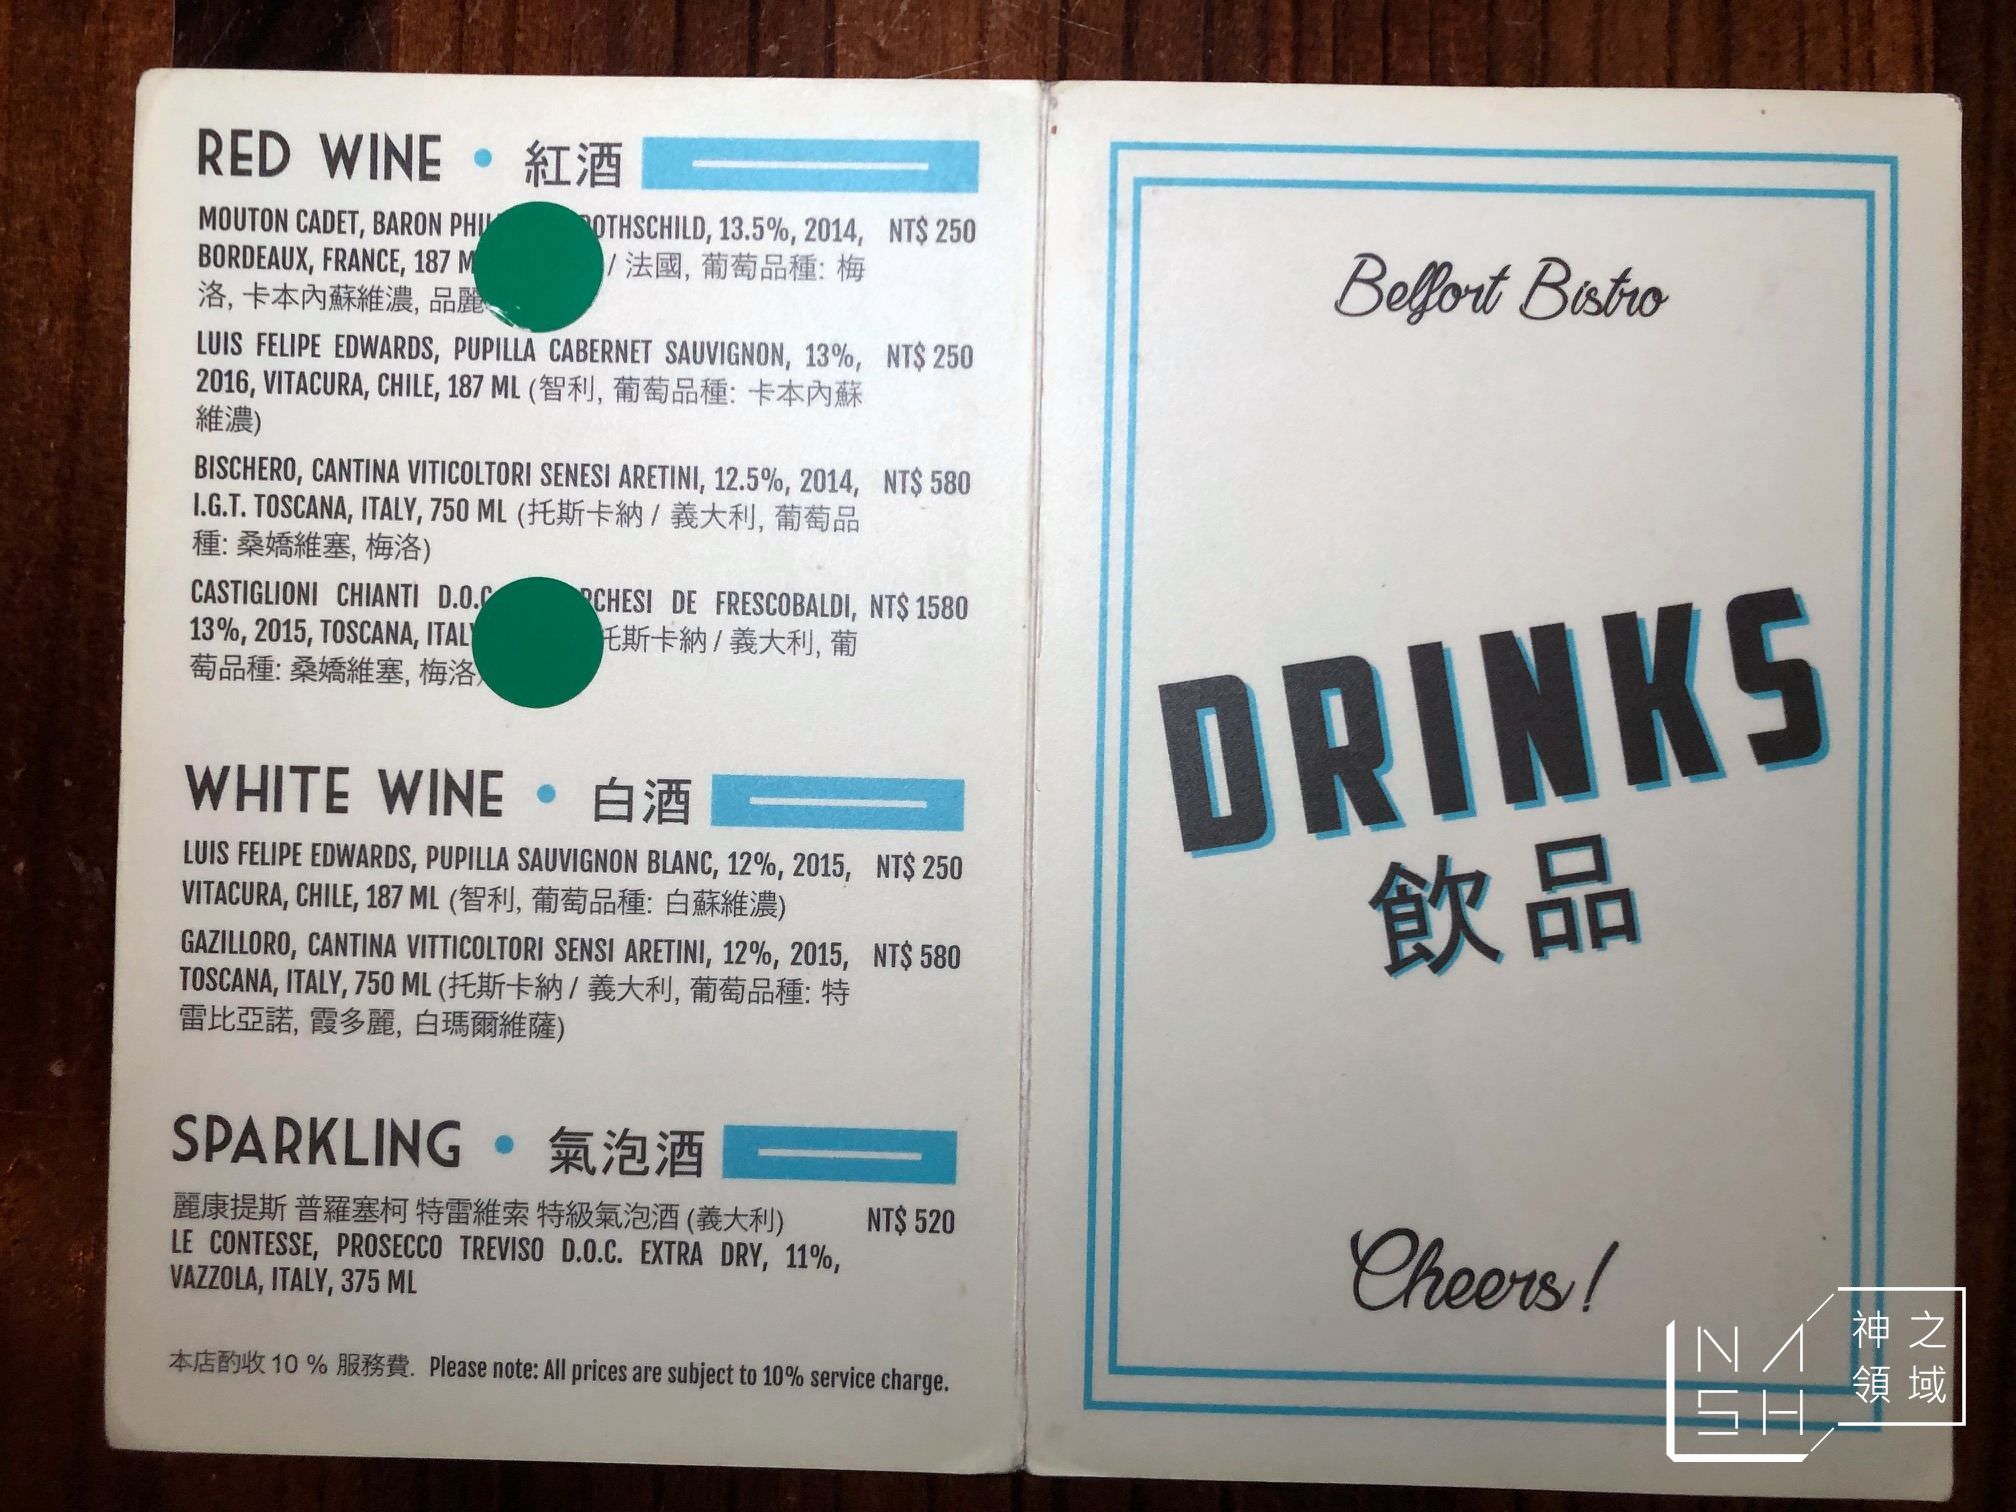 RED WINE • 紅酒
MOUTON CADET, BARON OTHSCHILD, 13.5%, 2014, NT$ 250
BORDEAUX, FRANCE, 187 / 法國, 葡萄品種: 梅
洛, 卡本內蘇維濃, 品麗
LUIS FELIPE EDWARDS, PUPILLA CABERNET SAUVIGNON, 13%, NT$ 250
2016, VITACURA, CHILE, 187 ML (智利, 葡萄品種: 卡本內蘇
維濃)
BISCHERO, CANTINA VITICOLTORI SENESI ARETINI, 12.5%, 2014, NT$ 580
I.G.T. TOSCANA, ITALY, 750 ML (托斯卡納 / 義大利, 葡萄品
種: 桑嬌維塞, 梅洛)
CASTIGLIONI CHIANTI D.O.C RCHESI DE FRESCOBALDI, NT$ 1580
13%, 2015, TOSCANA, ITAL 托斯卡納 / 義大利, 葡
萄品種: 桑嬌維塞, 梅洛)
WHITE WINE • 白酒
LUIS FELIPE EDWARDS, PUPILLA SAUVIGNON BLANC, 12%, 2015, NT$ 250
VITACURA, CHILE, 187 ML (智利, 葡萄品種: 白蘇維濃)
GAZILLORO, CANTINA VITTICOLTORI SENSI ARETINI, 12%, 2015, NT$ 580
TOSCANA, ITALY, 750 ML (托斯卡納 / 義大利, 葡萄品種: 特
雷比亞諾, 霞多麗, 白瑪爾維薩)
SPARKLING • 氣泡酒
麗康提斯 普羅塞柯 特雷維索 特級氣泡酒 (義大利) NT$ 520
LE CONTESSE, PROSECCO TREVISO D.O.C. EXTRA DRY, 11%,
VAZZOLA, ITALY, 375 ML
本店酌收 10 % 服務費. Please note: All prices are subject to 10% service charge.
Belfort Bistro
DRINKS
飲品
Cheers!
NASH
神之
領域